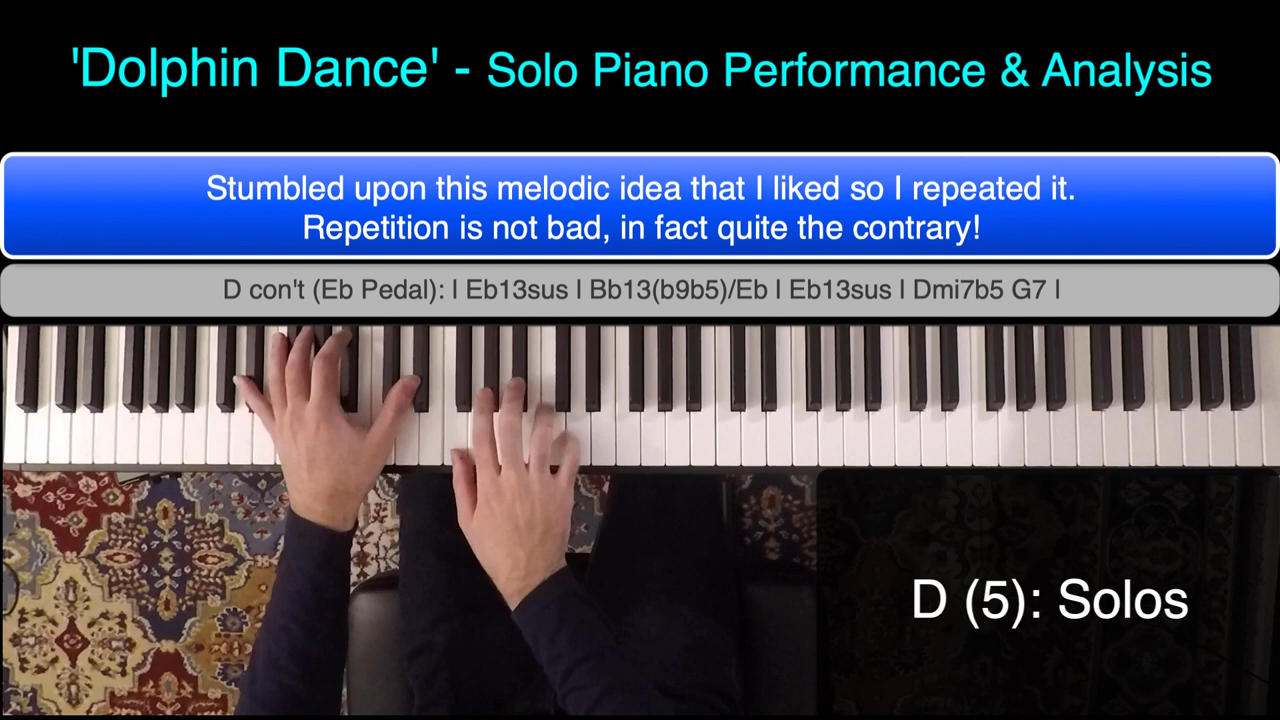 'Dolphin Dance' - Solo Piano Performance & Analysis
Stumbled upon this melodic idea that I liked so I repeated it.
Repetition is not bad, in fact quite the contrary!
D con't (Eb Pedal): | Eb13sus | Bb13(b9b5)/Eb | Eb13sus | Dmi7b5 G7 |
D (5): Solos